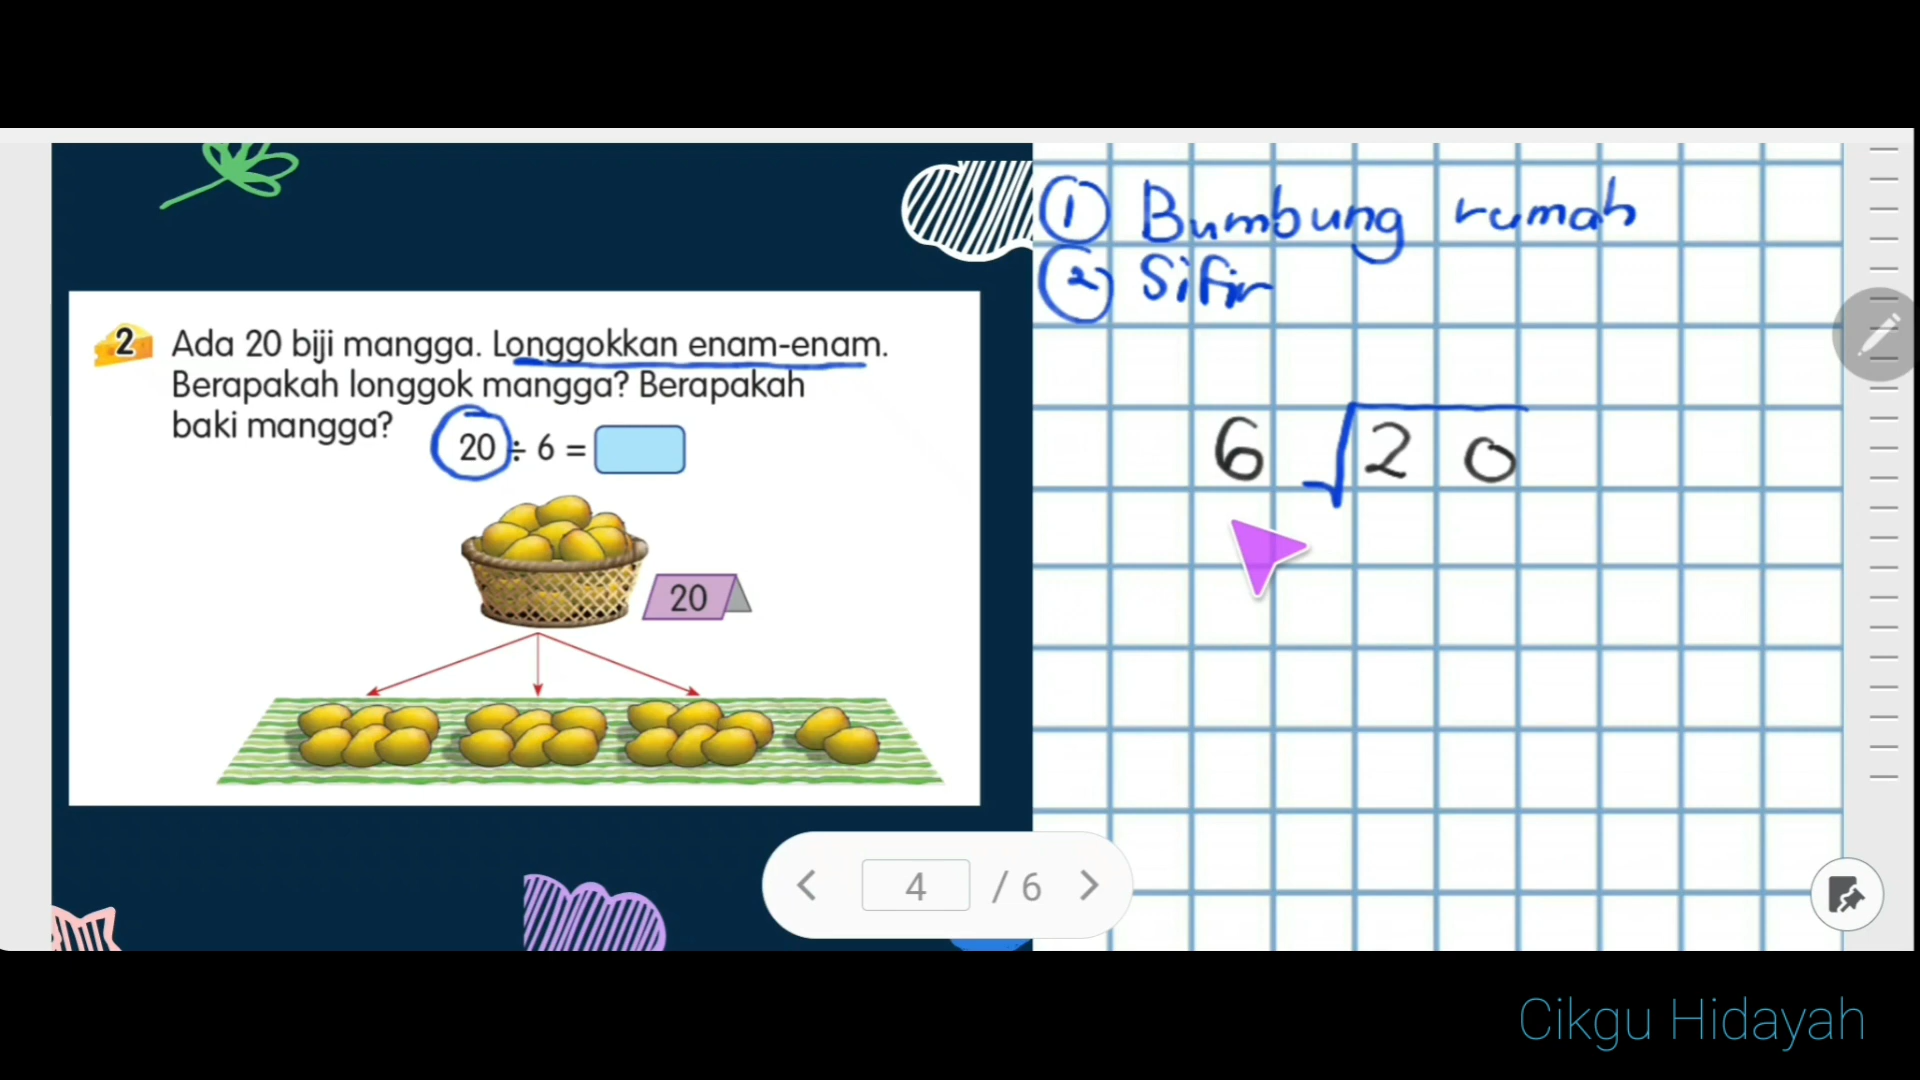 ① Bumbung rumah
② Sifir
2 Ada 20 biji mangga. Longgokkan enam-enam.
Berapakah longgok mangga? Berapakah
baki mangga?
20 ÷ 6 =
20
6 √20
4 / 6
Cikgu Hidayah